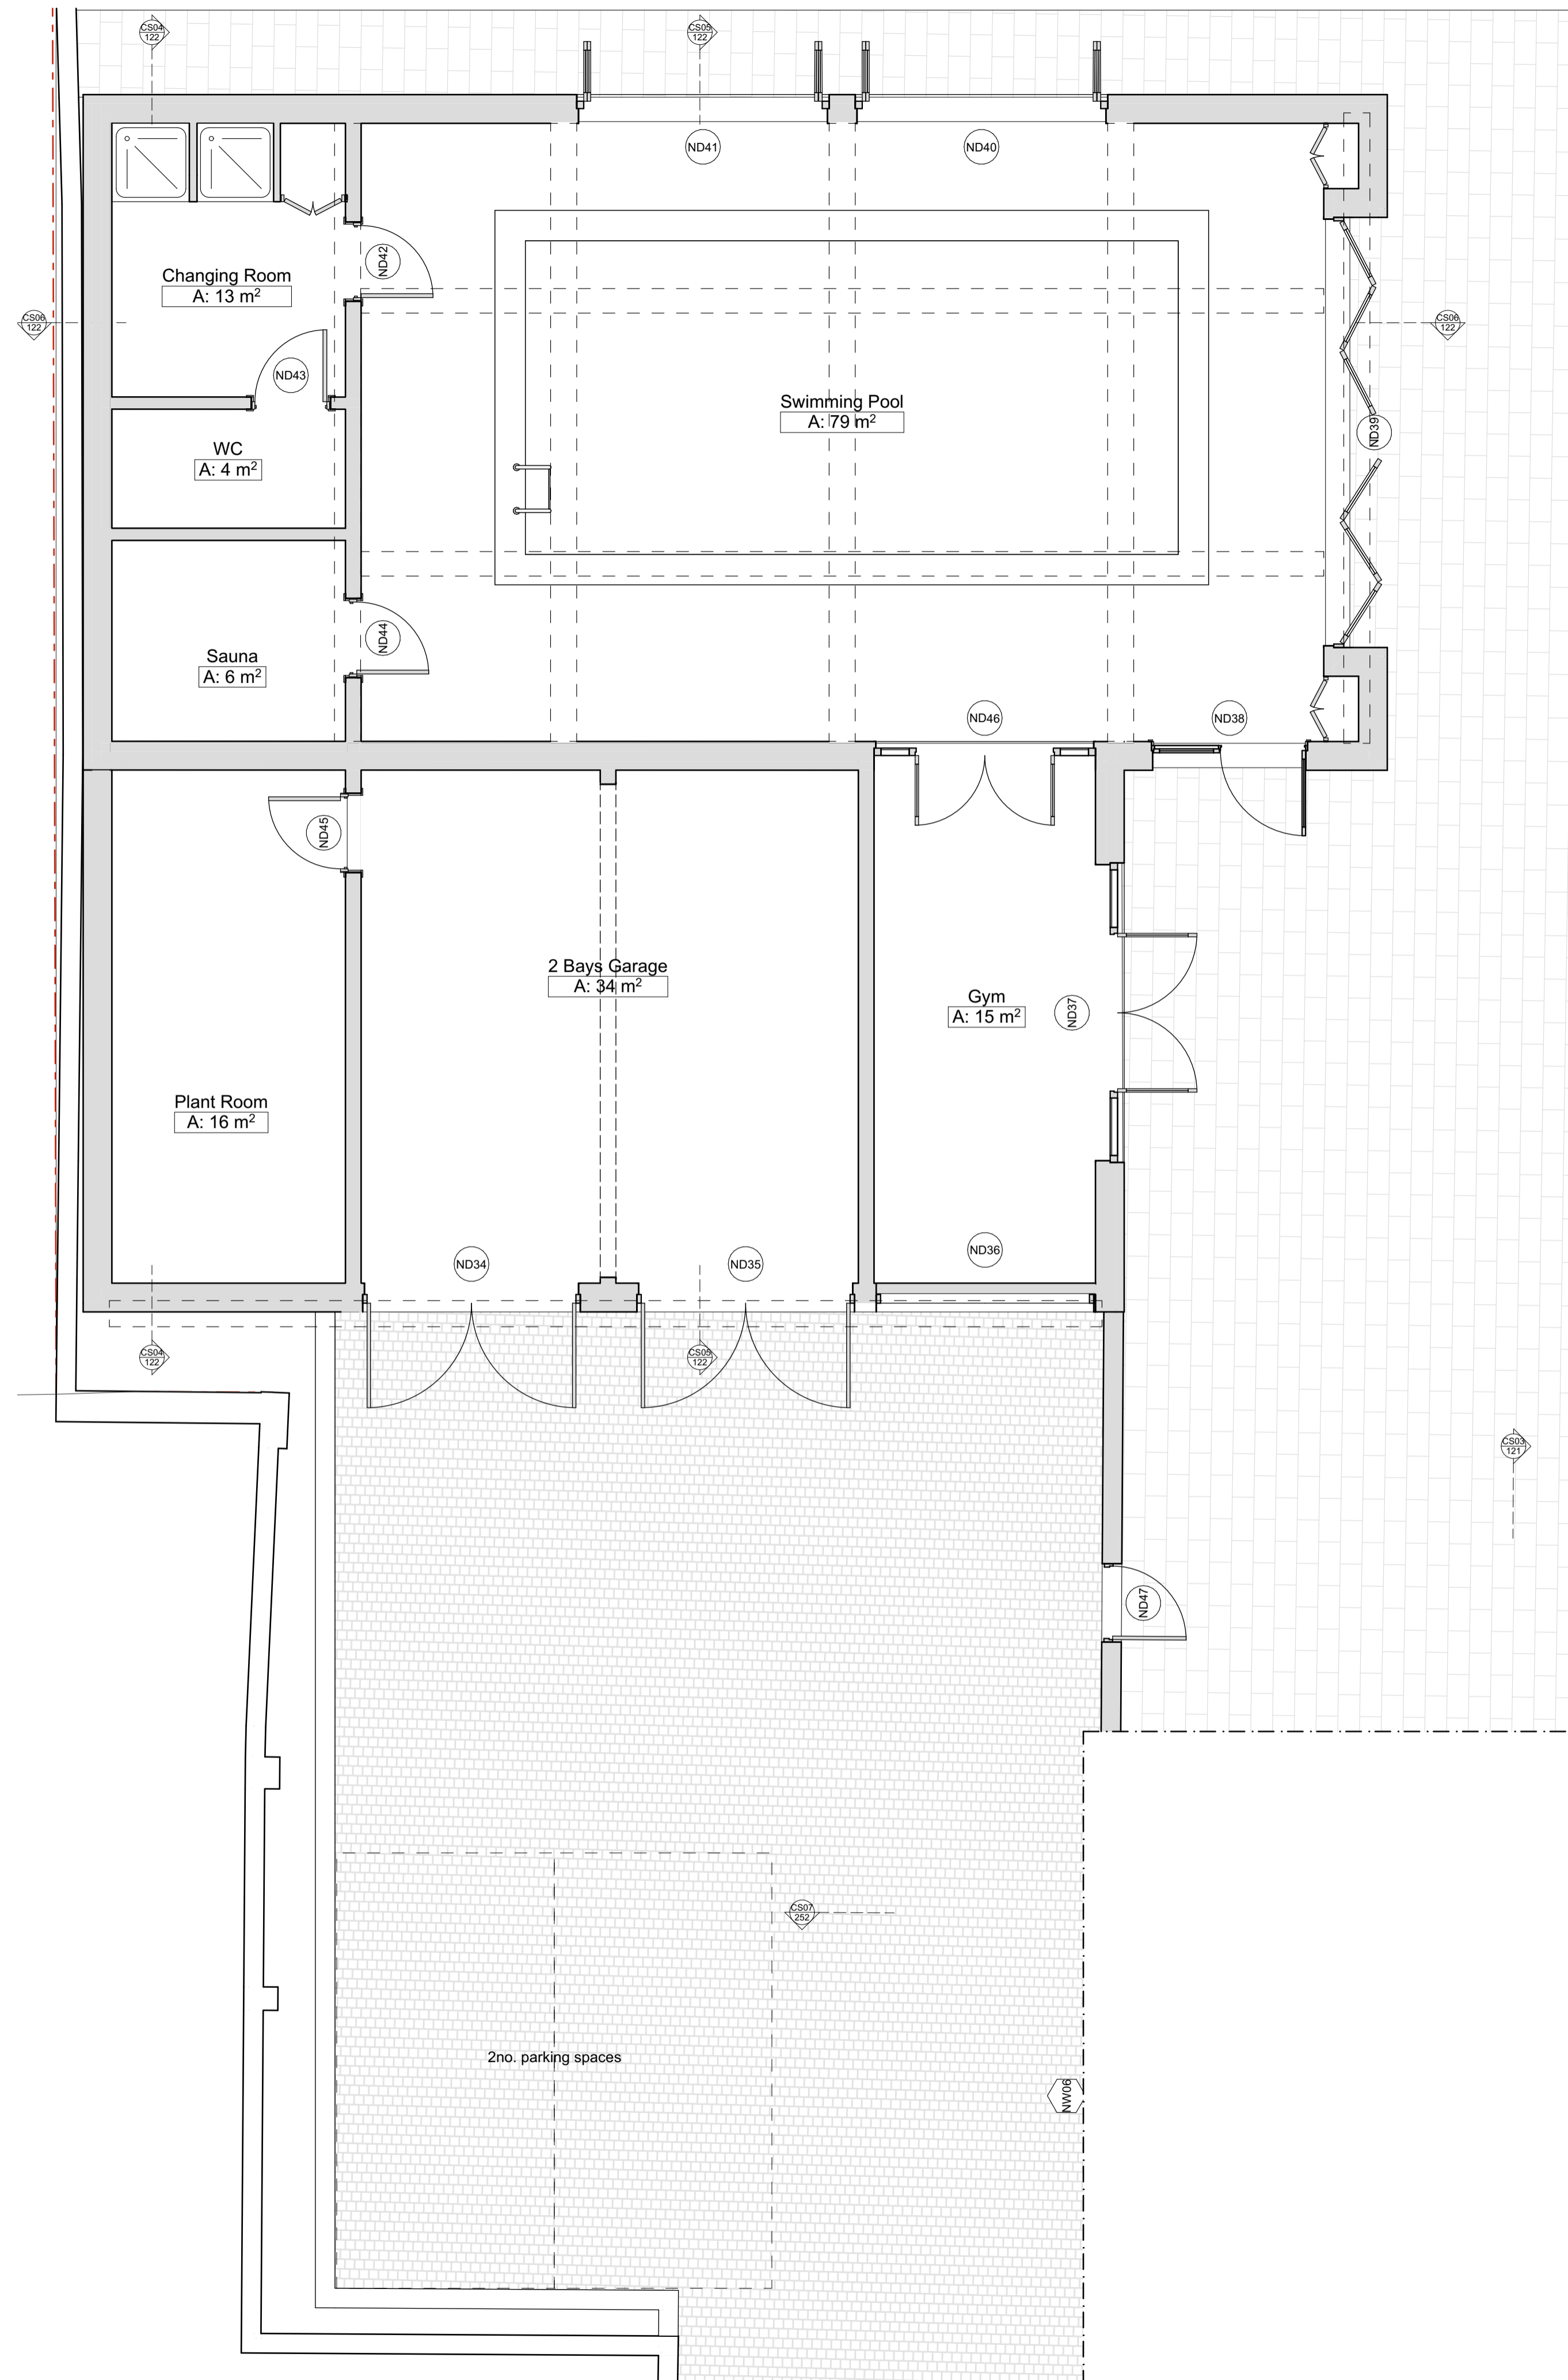 CS04
122
CS05
122
ND41
ND40
ND42
Changing Room
A: 13 m²
CS06
122
CS06
122
ND43
Swimming Pool
A: 79 m²
ND39
WC
A: 4 m²
ND44
Sauna
A: 6 m²
ND46
ND38
ND45
2 Bays Garage
A: 34 m²
Gym
A: 15 m²
ND37
Plant Room
A: 16 m²
ND34
ND35
ND36
CS04
122
CS05
122
CS03
121
ND47
CS07
252
2no. parking spaces
NW06